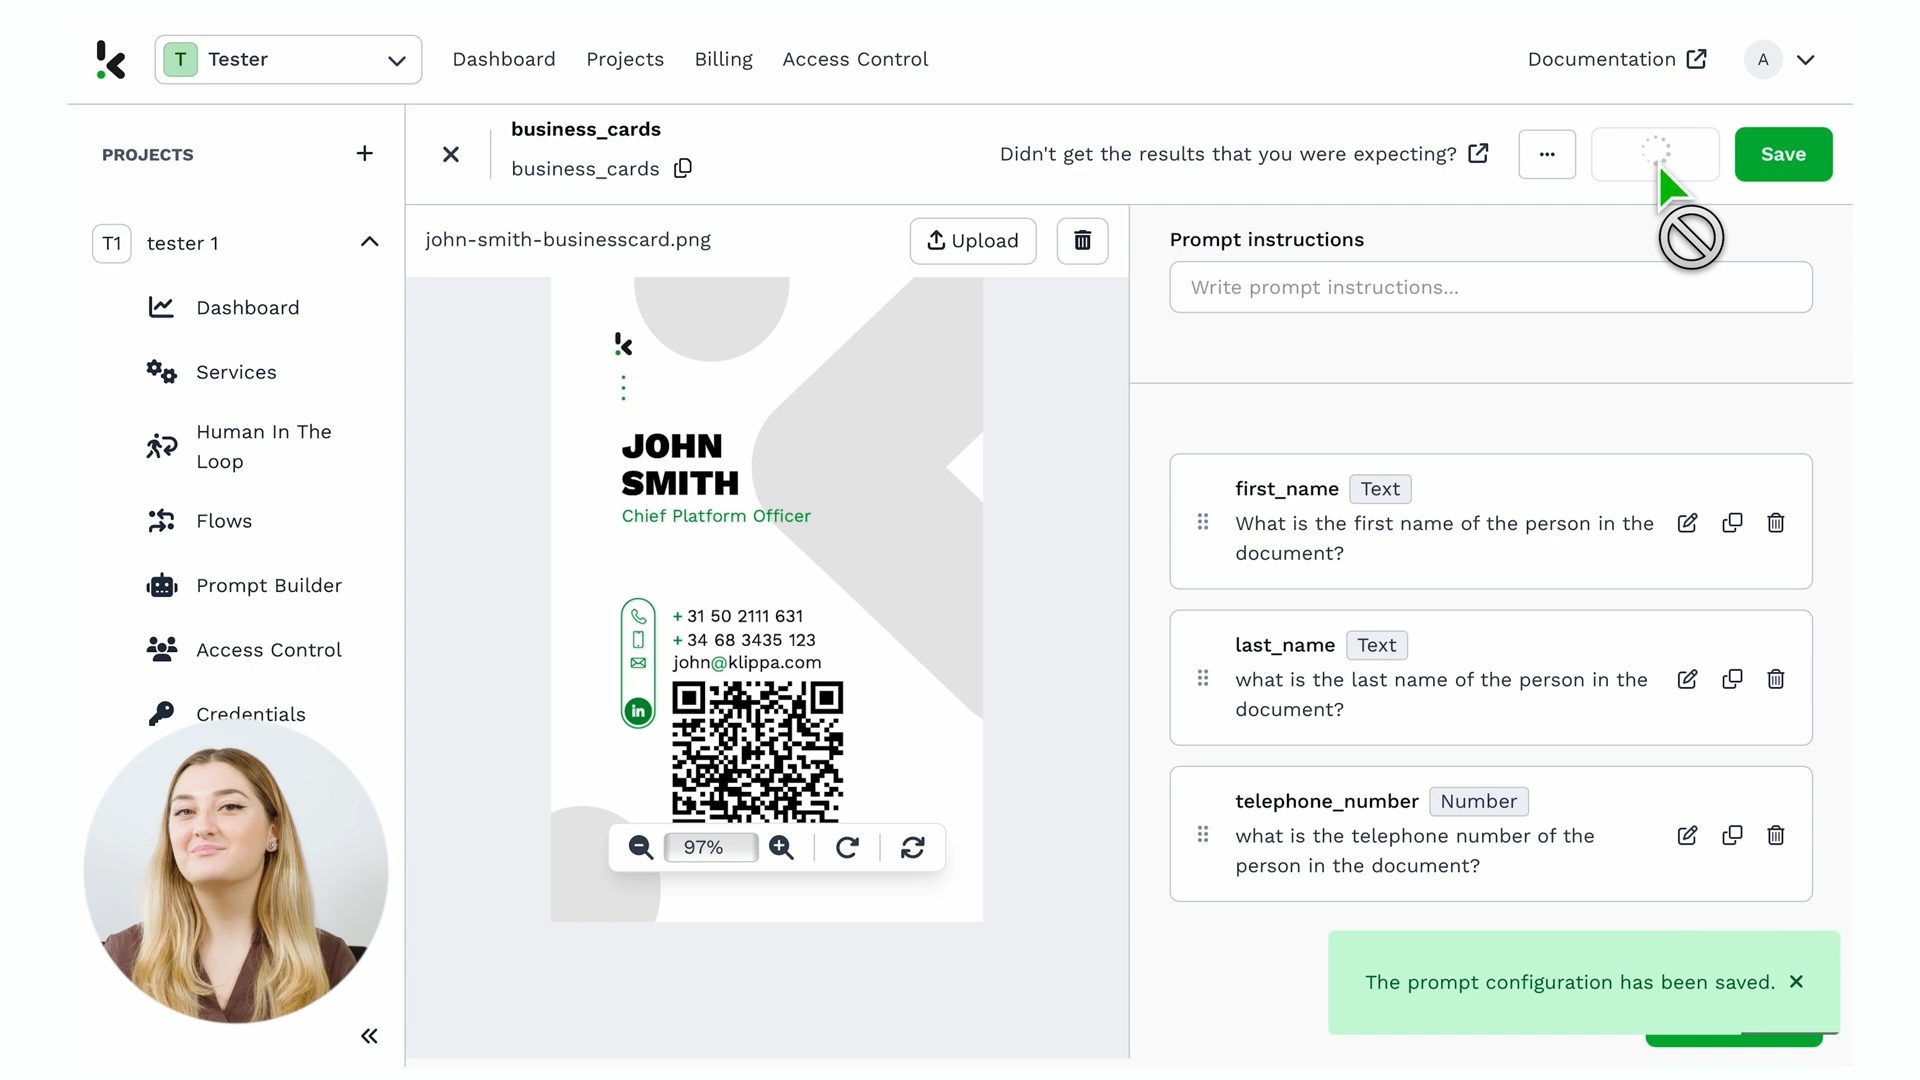 T Tester
Dashboard Projects Billing Access Control
Documentation
A
PROJECTS
T1 tester 1
Dashboard
Services
Human In The
Loop
Flows
Prompt Builder
Access Control
Credentials
business_cards
business_cards
Didn't get the results that you were expecting?
...
Save
john-smith-businesscard.png
Upload
JOHN
SMITH
Chief Platform Officer
+ 31 50 2111 631
+ 34 68 3435 123
john@klippa.com
in
97%
Prompt instructions
Write prompt instructions...
first_name Text
What is the first name of the person in the
document?
last_name Text
what is the last name of the person in the
document?
telephone_number Number
what is the telephone number of the
person in the document?
The prompt configuration has been saved.